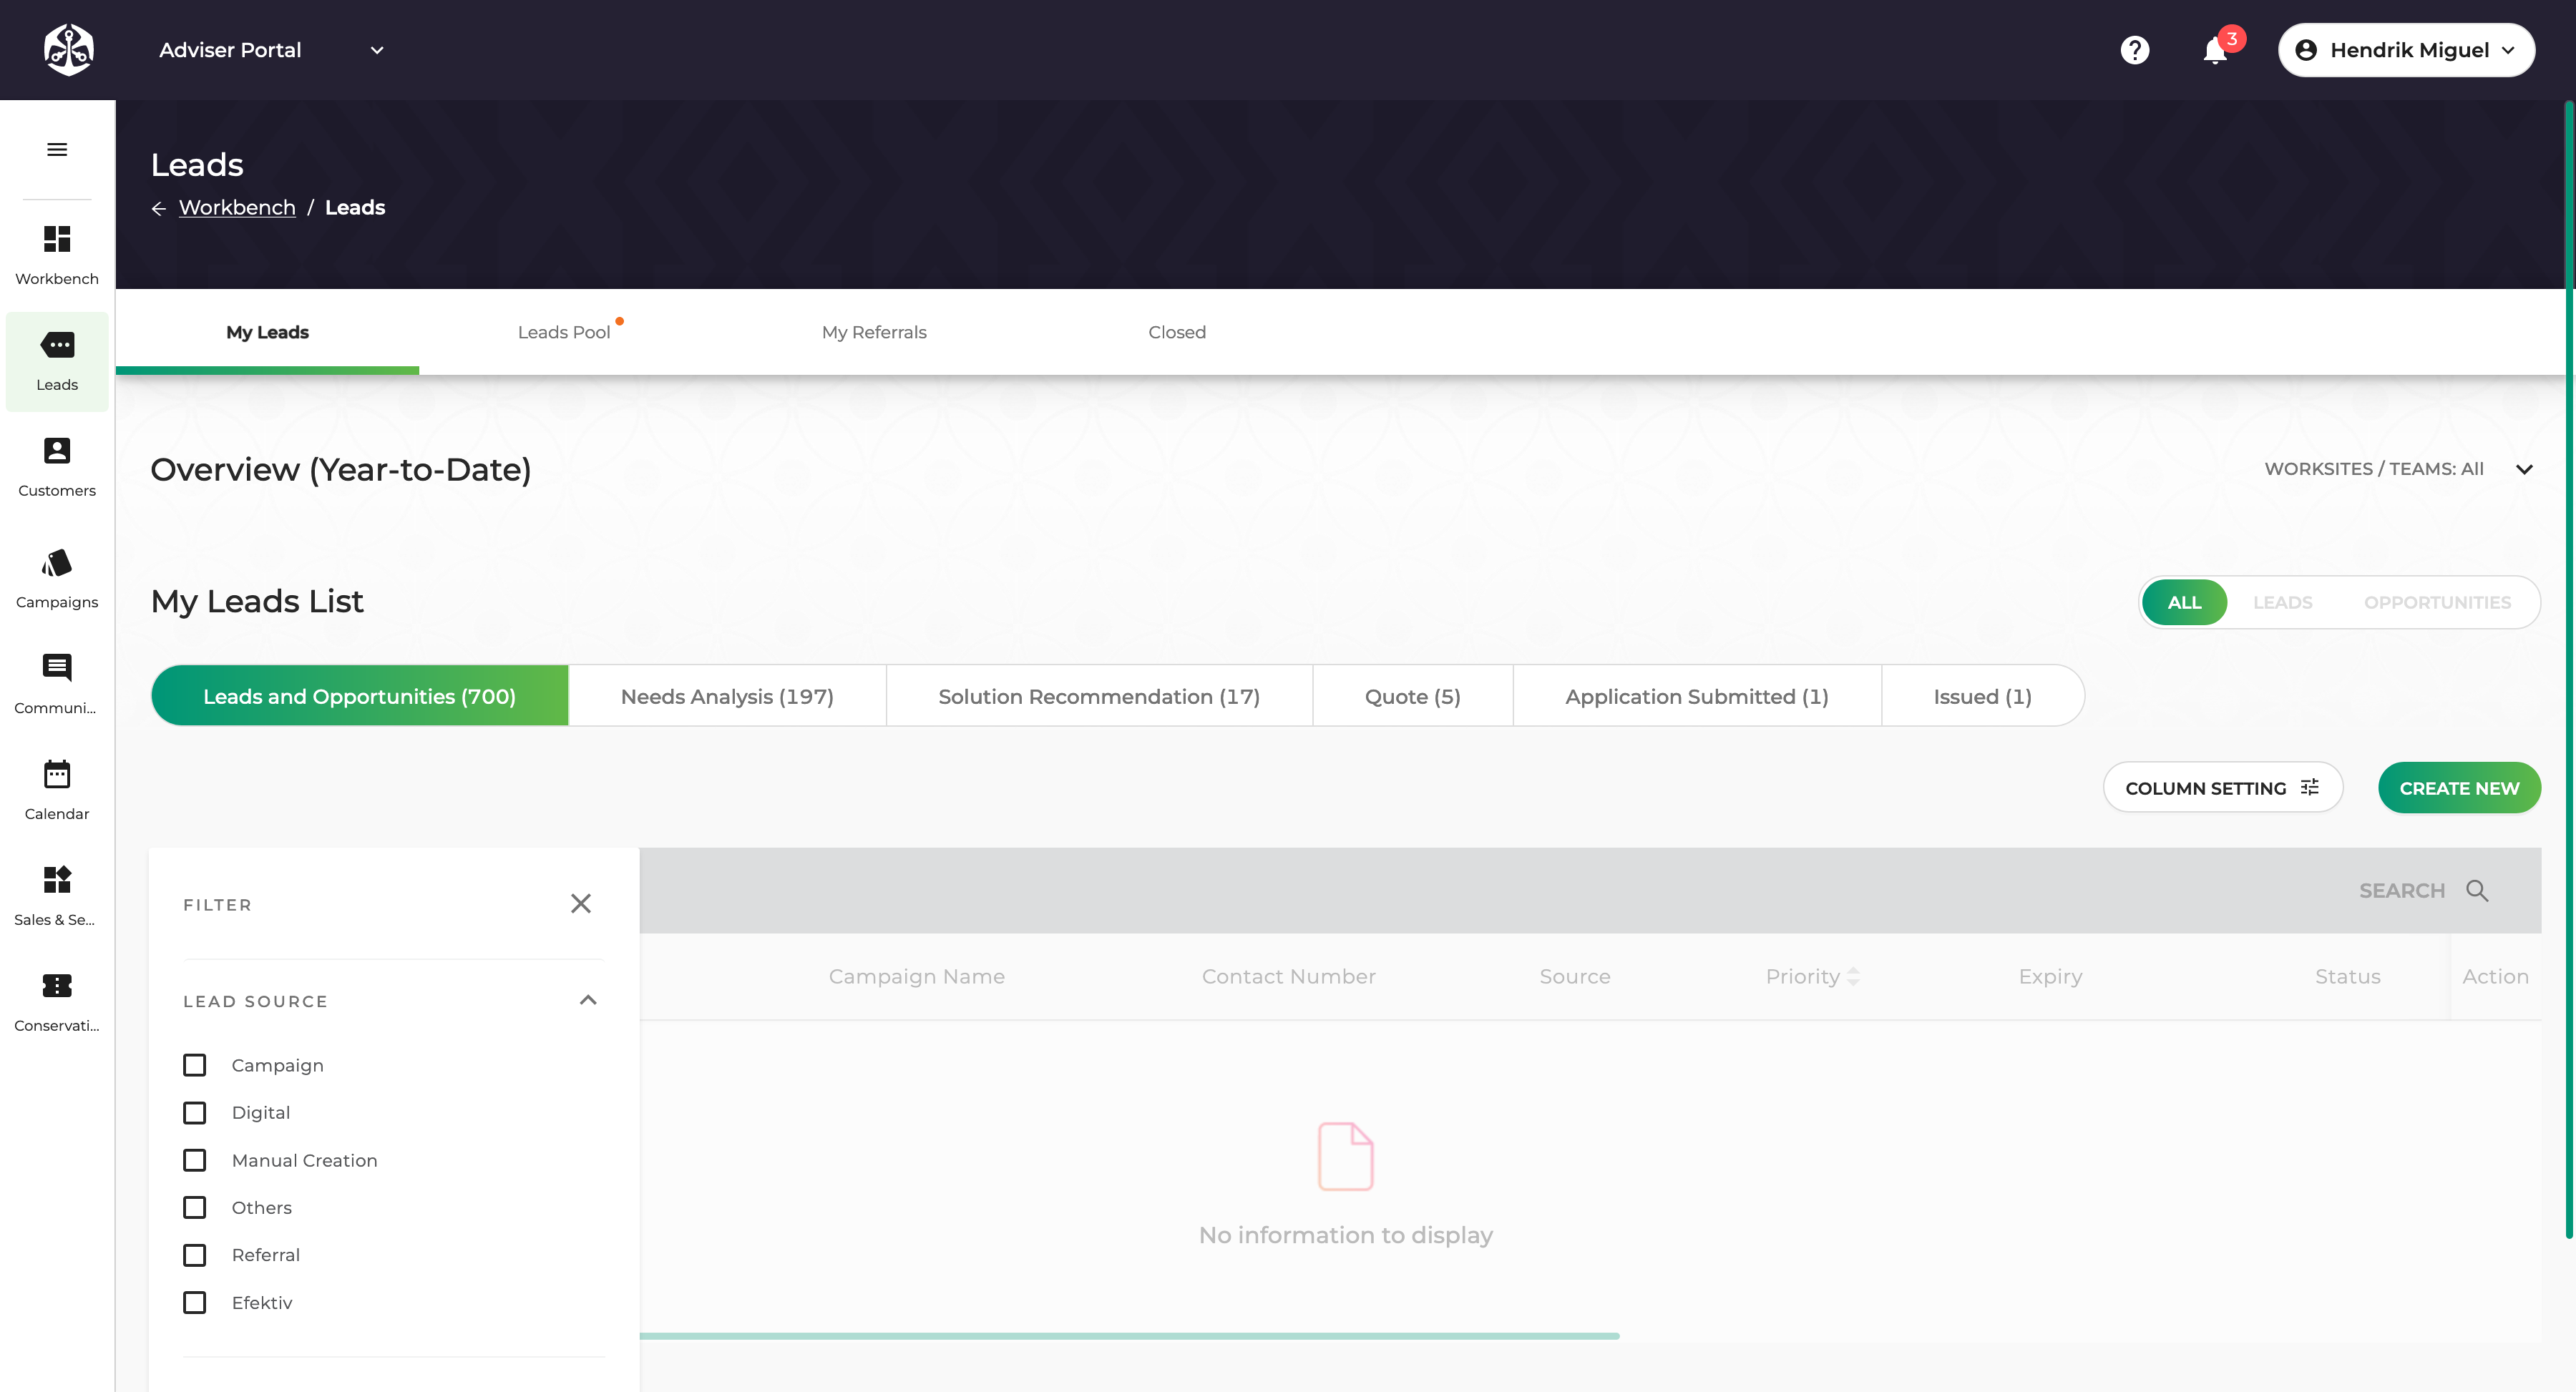 Adviser Portal
3
Hendrik Miguel
Leads
Workbench / Leads
Workbench
Leads
Customers
Campaigns
Communi...
Calendar
Sales & Se...
Conservati...
My Leads
Leads Pool
My Referrals
Closed
Overview (Year-to-Date)
WORKSITES / TEAMS: All
My Leads List
ALL
LEADS
OPPORTUNITIES
Leads and Opportunities (700)
Needs Analysis (197)
Solution Recommendation (17)
Quote (5)
Application Submitted (1)
Issued (1)
COLUMN SETTING
CREATE NEW
FILTER
SEARCH
LEAD SOURCE
Campaign
Digital
Manual Creation
Others
Referral
Efektiv
Campaign Name
Contact Number
Source
Priority
Expiry
Status
Action
No information to display